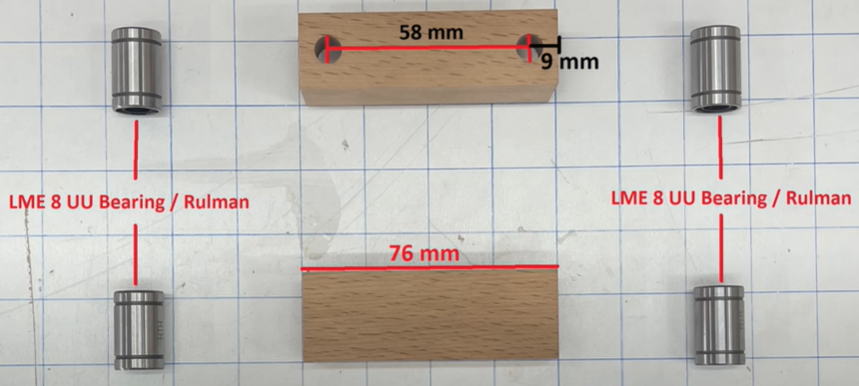 58 mm
9 mm
LME 8 UU Bearing / Rulman
LME 8 UU Bearing / Rulman
76 mm